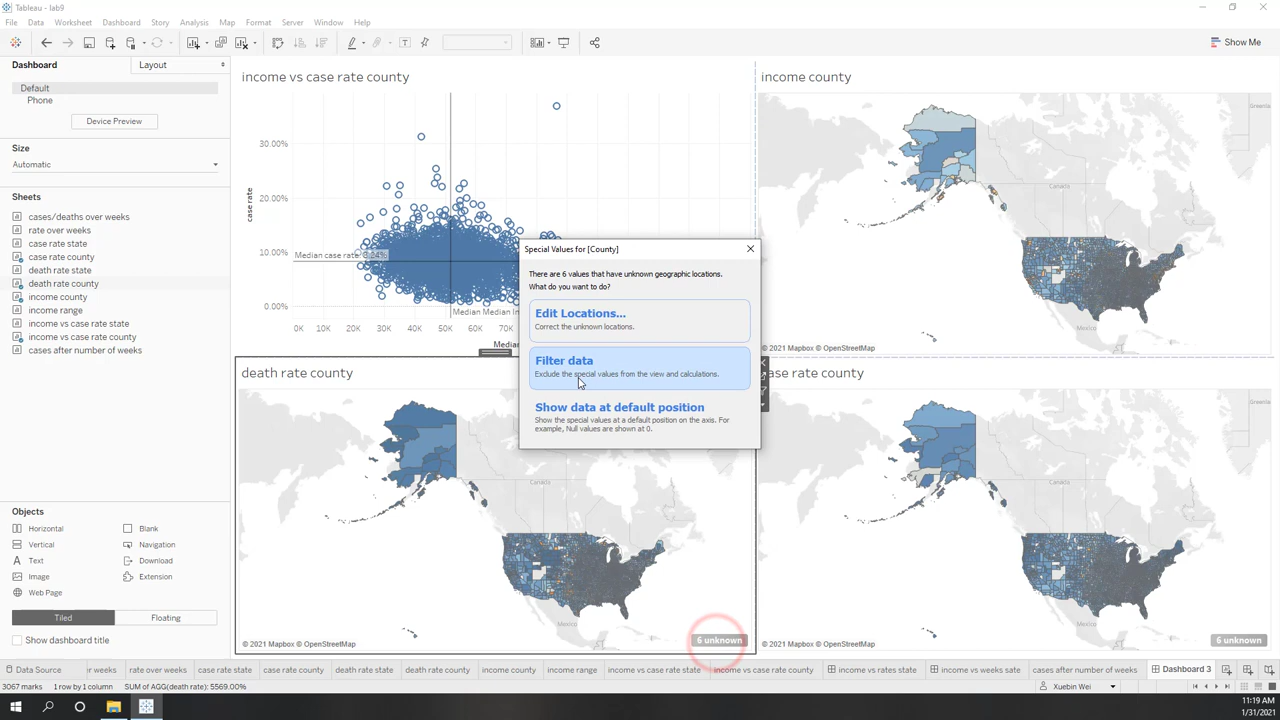 Tableau - lab9
File Data Worksheet Dashboard Story Analysis Map Format Server Window Help
Show Me
Dashboard Layout
Default
Phone
Device Preview
Size
Automatic
Sheets
cases/deaths over weeks
rate over weeks
case rate state
case rate county
death rate state
death rate county
income county
income range
income vs case rate state
income vs case rate county
cases after number of weeks
Objects
Horizontal Blank
Vertical Navigation
Text Download
Image Extension
Web Page
Tiled Floating
Show dashboard title
income vs case rate county
case rate
30.00%
20.00%
10.00%
0.00%
Median case rate: 8.24%
Median Median In
0K 10K 20K 30K 40K 50K 60K 70K
income county
Greenla
Canada
Mexico
© 2021 Mapbox © OpenStreetMap
Special Values for [County]
There are 6 values that have unknown geographic locations.
What do you want to do?
Edit Locations...
Correct the unknown locations.
Filter data
Exclude the special values from the view and calculations.
Show data at default position
Show the special values at a default position on the axis. For
example, Null values are shown at 0.
death rate county
Canada
Mexico
© 2021 Mapbox © OpenStreetMap
6 unknown
ase rate county
Canada
Mexico
© 2021 Mapbox © OpenStreetMap
6 unknown
Data Source er weeks rate over weeks case rate state case rate county death rate state death rate county income county income range income vs case rate state income vs case rate county income vs rates state income vs weeks sate cases after number of weeks Dashboard 3
3067 marks 1 row by 1 column SUM of AGG(death rate): 5569.00% Xuebin Wei
11:19 AM
1/31/2021